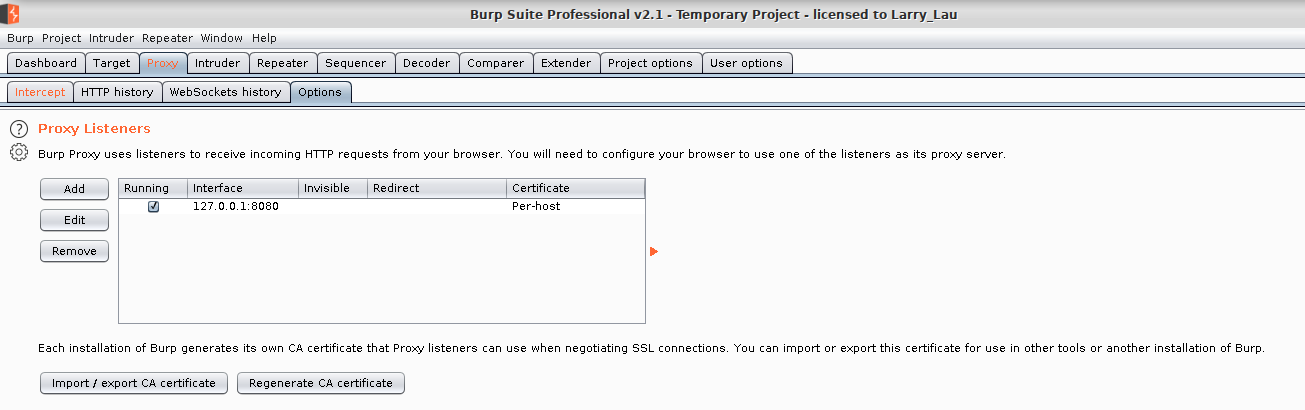 Burp Suite Professional v2.1 - Temporary Project - licensed to Larry_Lau
Burp Project Intruder Repeater Window Help
Dashboard Target Proxy Intruder Repeater Sequencer Decoder Comparer Extender Project options User options
Intercept HTTP history WebSockets history Options
? Proxy Listeners
Burp Proxy uses listeners to receive incoming HTTP requests from your browser. You will need to configure your browser to use one of the listeners as its proxy server.
Add Running Interface Invisible Redirect Certificate
127.0.0.1:8080 Per-host
Edit
Remove
Each installation of Burp generates its own CA certificate that Proxy listeners can use when negotiating SSL connections. You can import or export this certificate for use in other tools or another installation of Burp.
Import / export CA certificate Regenerate CA certificate